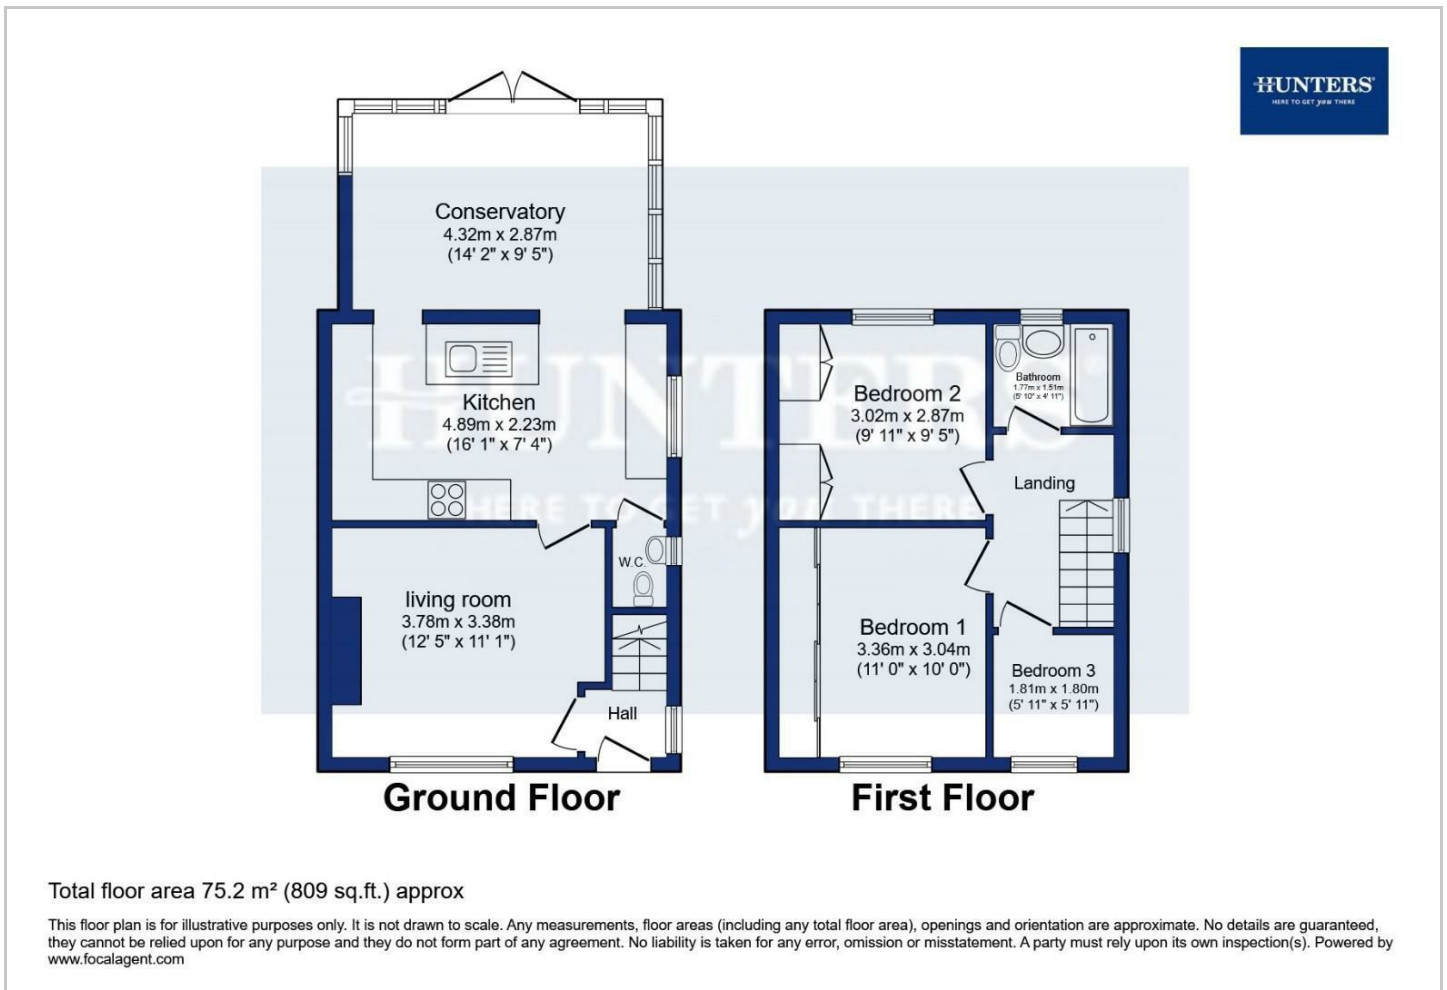 HUNTERS®
HERE TO GET you THERE
Conservatory
4.32m x 2.87m
(14' 2" x 9' 5")
HUNTERS®
HERE TO GET you THERE
Kitchen
4.89m x 2.23m
(16' 1" x 7' 4")
W.C.
living room
3.78m x 3.38m
(12' 5" x 11' 1")
Hall
Ground Floor
Bedroom 2
3.02m x 2.87m
(9' 11" x 9' 5")
Bathroom
1.77m x 1.51m
(5' 10" x 4' 11")
Landing
Bedroom 1
3.36m x 3.04m
(11' 0" x 10' 0")
Bedroom 3
1.81m x 1.80m
(5' 11" x 5' 11")
First Floor
Total floor area 75.2 m² (809 sq.ft.) approx
This floor plan is for illustrative purposes only. It is not drawn to scale. Any measurements, floor areas (including any total floor area), openings and orientation are approximate. No details are guaranteed,
they cannot be relied upon for any purpose and they do not form part of any agreement. No liability is taken for any error, omission or misstatement. A party must rely upon its own inspection(s). Powered by
www.focalagent.com